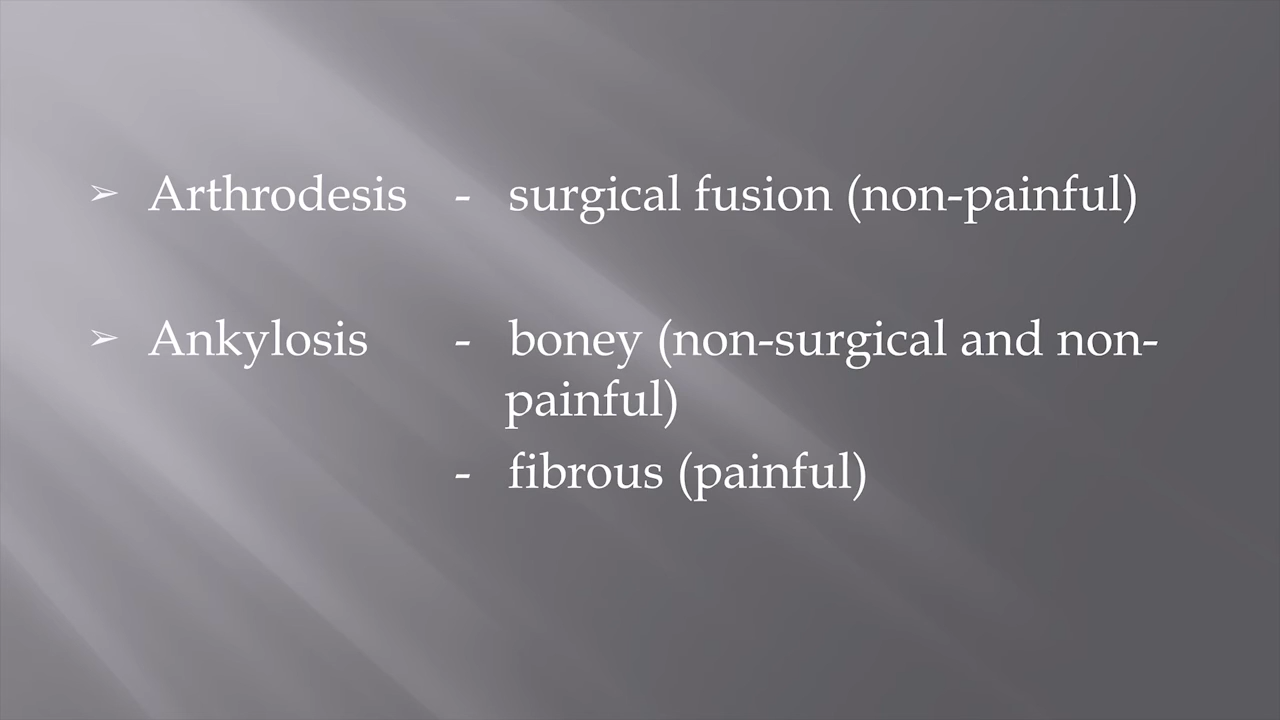 ➢ Arthrodesis - surgical fusion (non-painful)
➢ Ankylosis - boney (non-surgical and non-
painful)
- fibrous (painful)